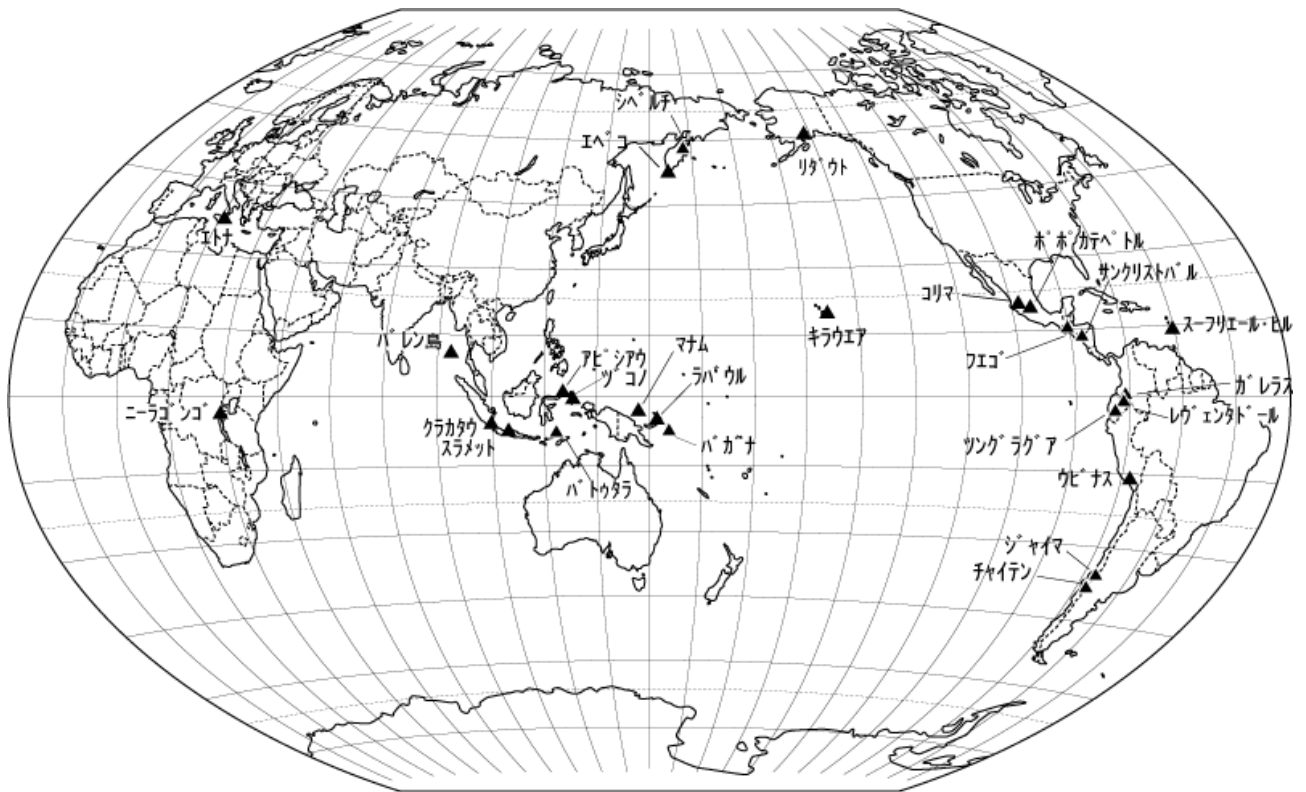 シベルチ
エベコ
リダウト
エトナ
ポポカテペトル
サンクリストバル
コリマ
スーフリエール・ヒル
キラウエア
バレン島
マナム
アピシアウ
ドゥコノ
ラバウル
フエゴ
ガレラス
ニーラゴンゴ
レヴェンタドール
クラカタウ
スラメット
バガナ
ツングラグア
ウビナス
バトゥタラ
ジャイマ
チャイテン